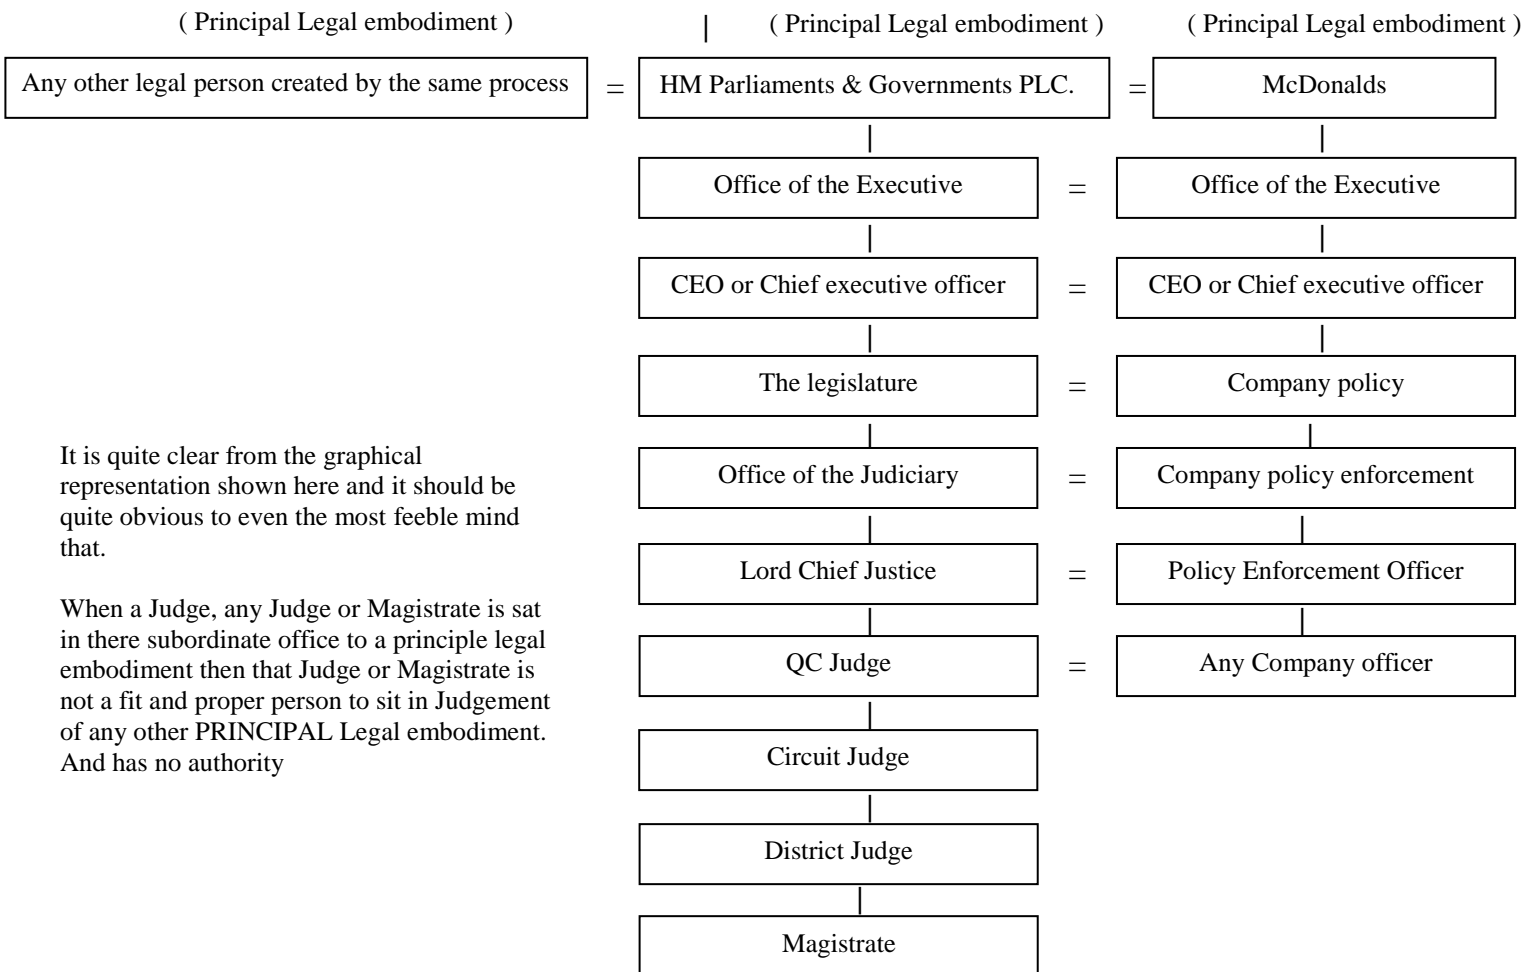 ( Principal Legal embodiment ) | ( Principal Legal embodiment ) ( Principal Legal embodiment )
Any other legal person created by the same process = HM Parliaments & Governments PLC. = McDonalds
Office of the Executive = Office of the Executive
CEO or Chief executive officer = CEO or Chief executive officer
The legislature = Company policy
Office of the Judiciary = Company policy enforcement
Lord Chief Justice = Policy Enforcement Officer
QC Judge = Any Company officer
Circuit Judge
District Judge
Magistrate
It is quite clear from the graphical
representation shown here and it should be
quite obvious to even the most feeble mind
that.
When a Judge, any Judge or Magistrate is sat
in there subordinate office to a principle legal
embodiment then that Judge or Magistrate is
not a fit and proper person to sit in Judgement
of any other PRINCIPAL Legal embodiment.
And has no authority